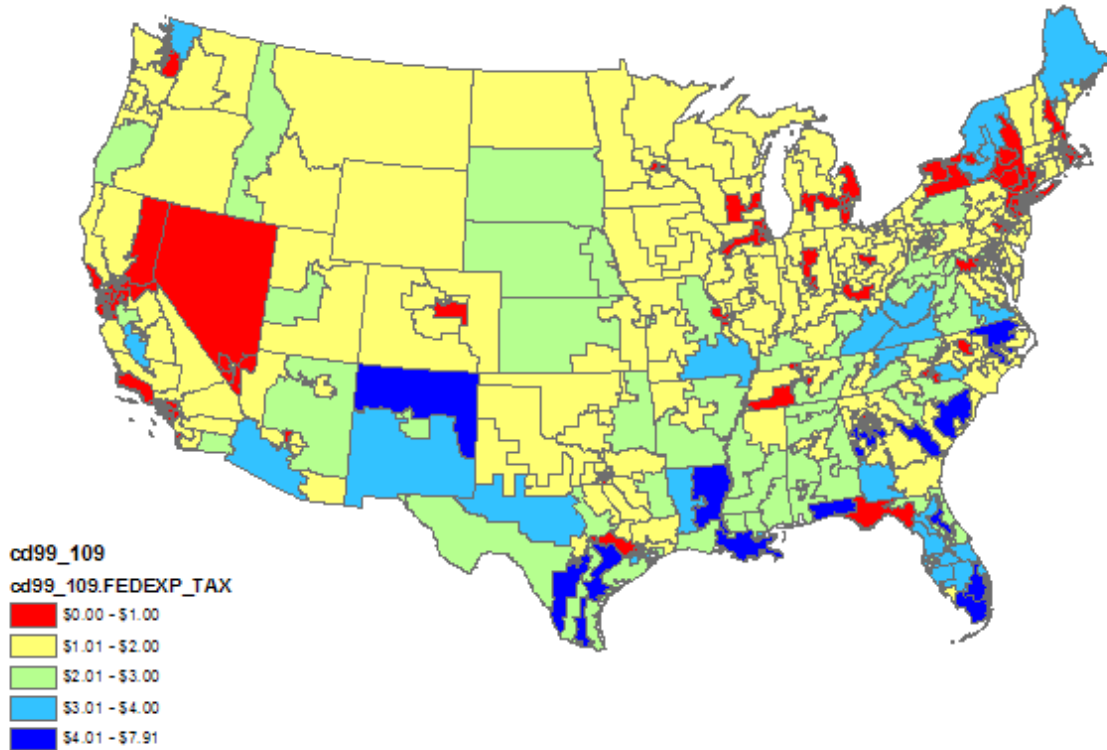 cd99_109
cd99_109.FEDEXP_TAX
$0.00 - $1.00
$1.01 - $2.00
$2.01 - $3.00
$3.01 - $4.00
$4.01 - $7.91